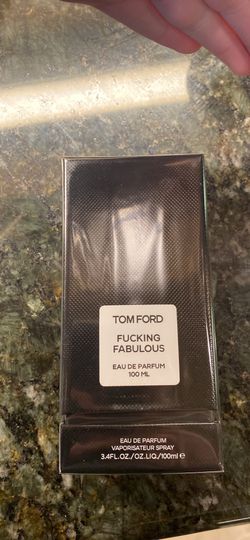 TOM FORD
FUCKING
FABULOUS
EAU DE PARFUM
100 ML
EAU DE PARFUM
VAPORISATEUR SPRAY
3.4FL.OZ./OZ.LIQ./100ml ℮